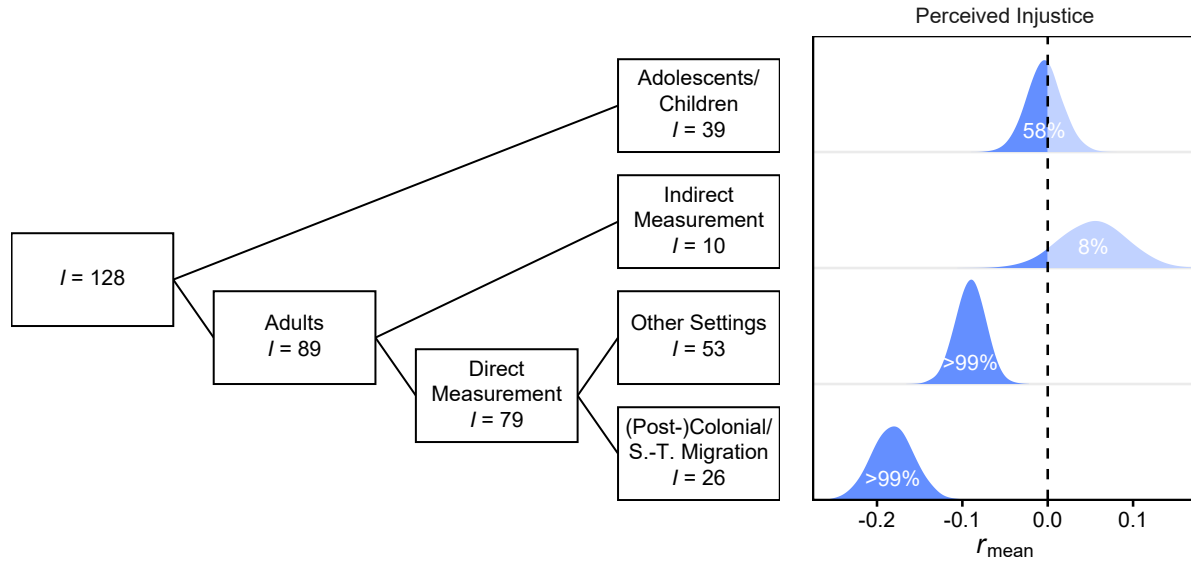 Perceived Injustice
Adolescents/
Children
I = 39
58%
Indirect
Measurement
I = 10
8%
I = 128
Adults
I = 89
Other Settings
I = 53
>99%
Direct
Measurement
I = 79
(Post-)Colonial/
S.-T. Migration
I = 26
>99%
-0.2 -0.1 0.0 0.1
r mean